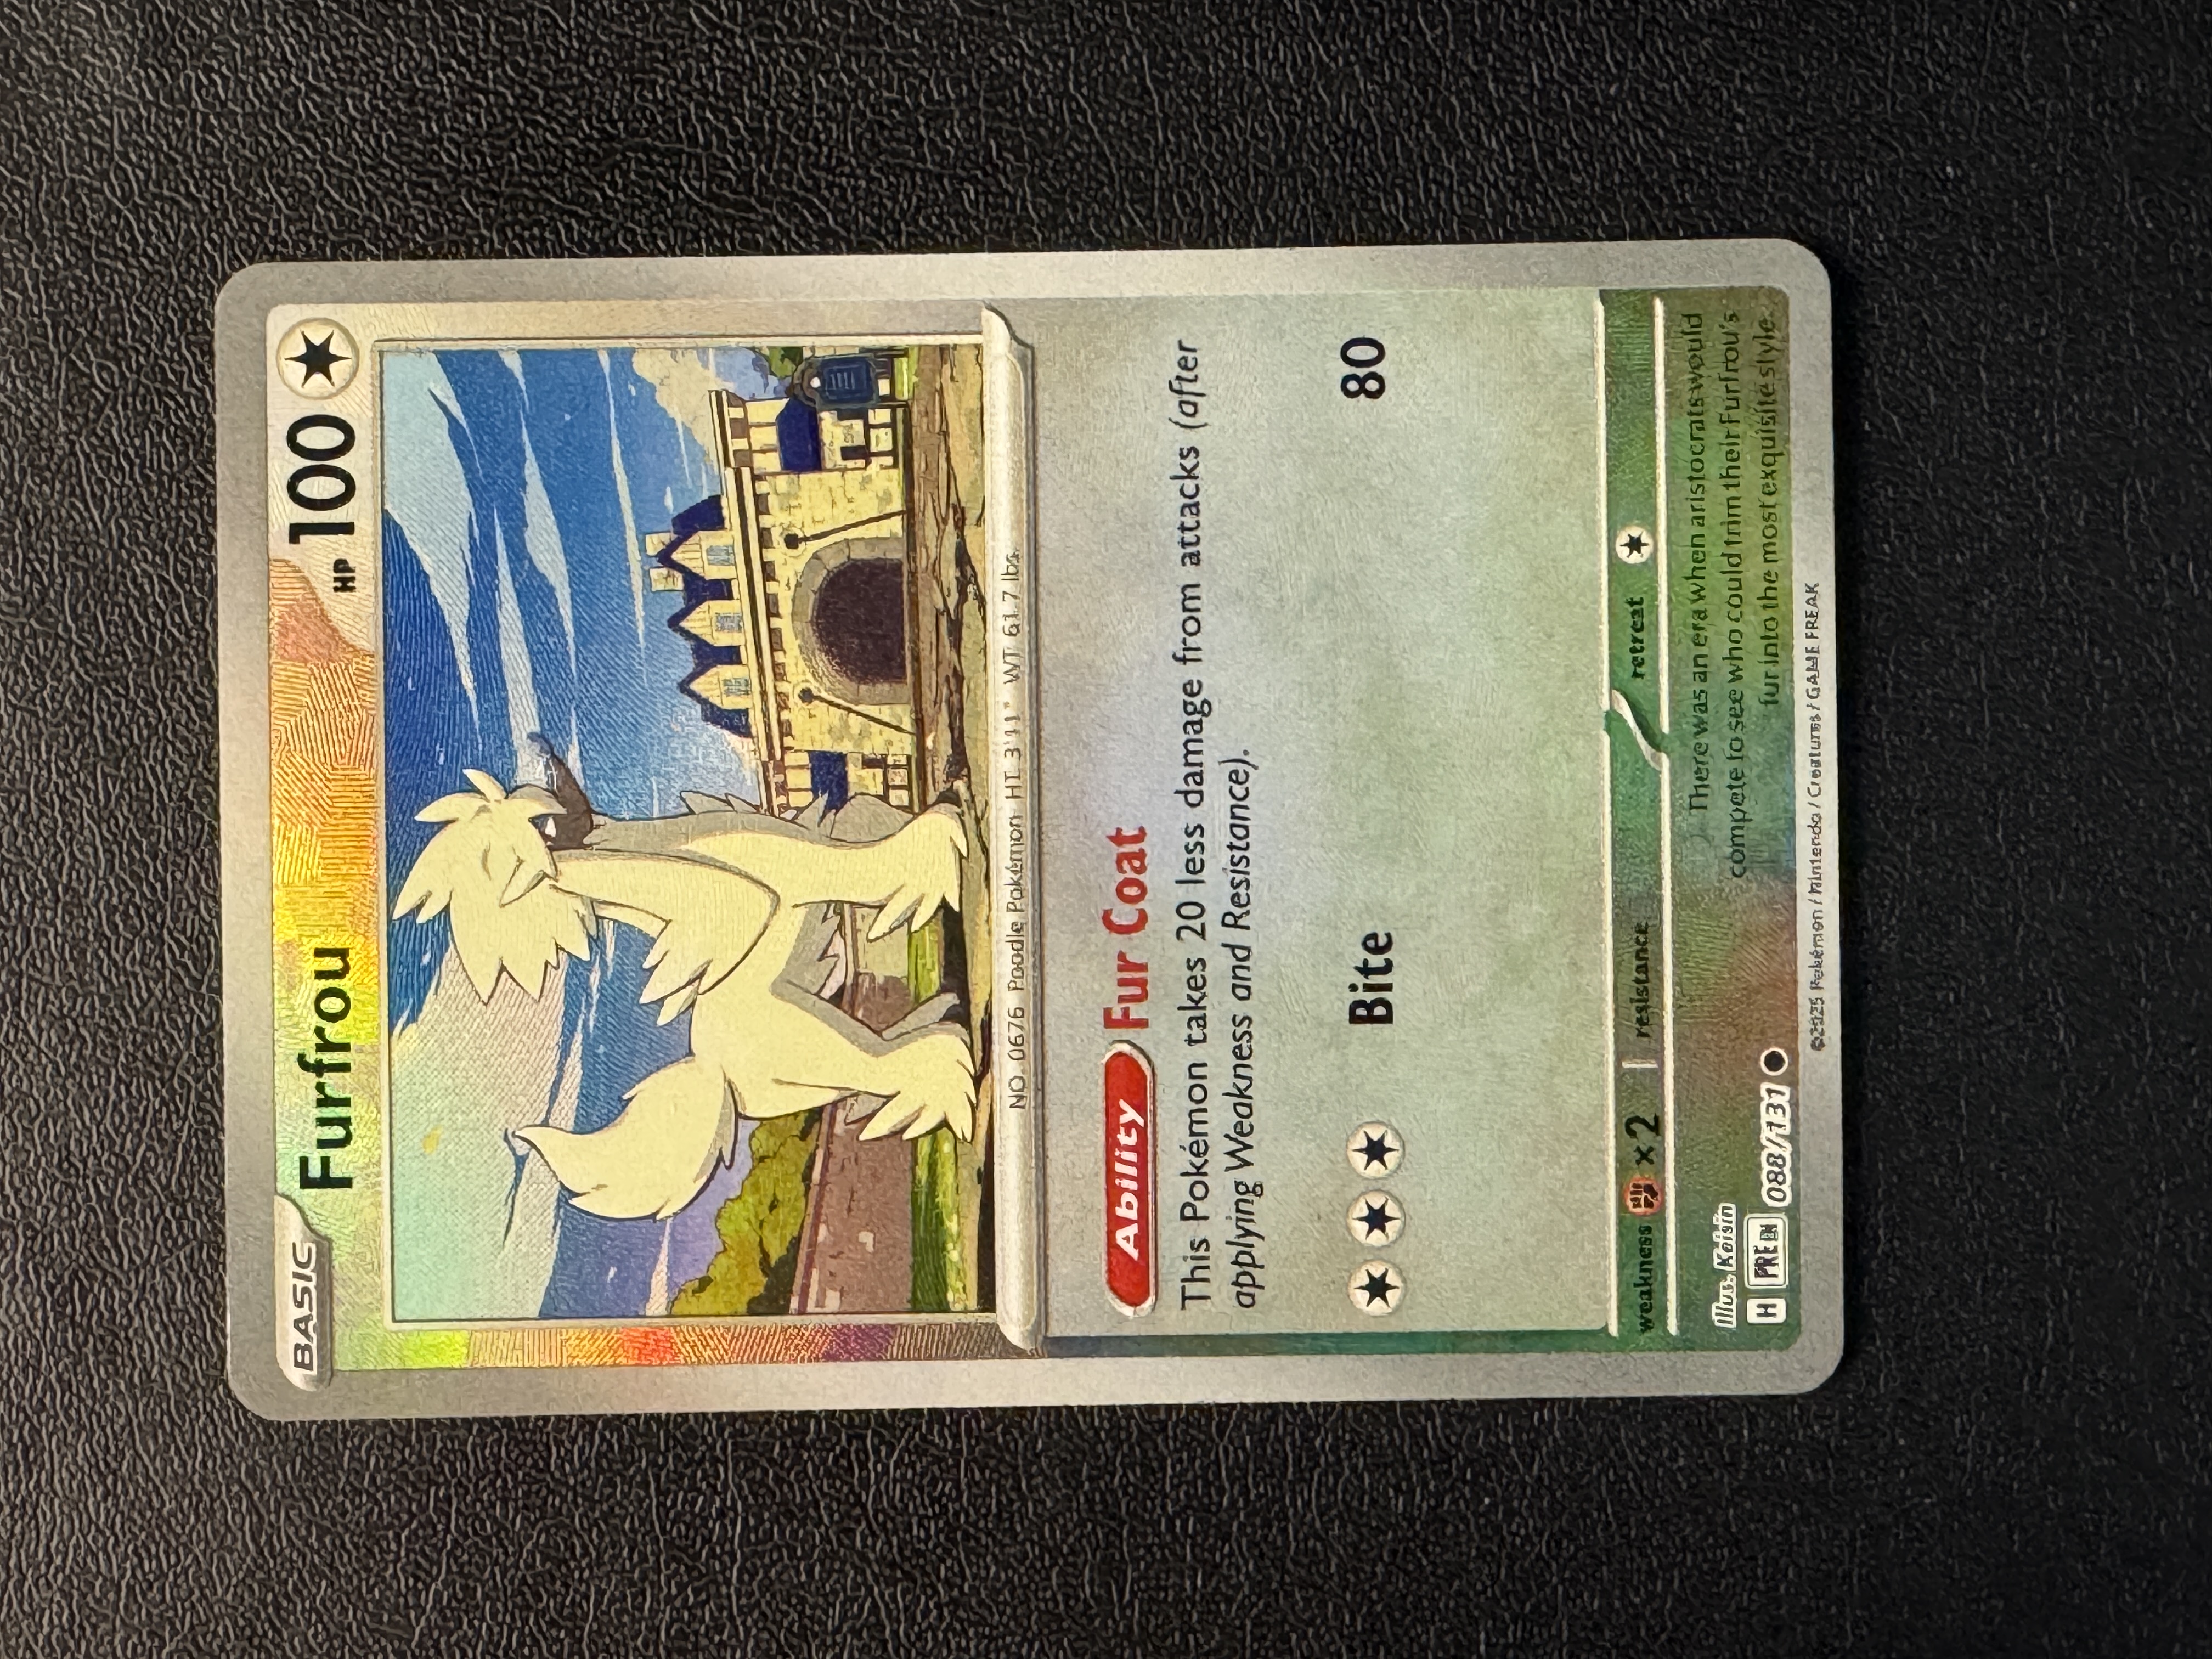 BASIC
Furfrou
HP 100
NO. 0676 Poodle Pokémon HT 3'11" WT 61.7 lbs.
Ability Fur Coat
This Pokémon takes 20 less damage from attacks (after
applying Weakness and Resistance).
Bite 80
weakness ×2 resistance retreat
Illus. Keisin
H PRE EN 088/131
There was an era when aristocrats would
compete to see who could trim their Furfrou's
fur into the most exquisite style.
©2025 Pokémon / Nintendo / Creatures / GAME FREAK